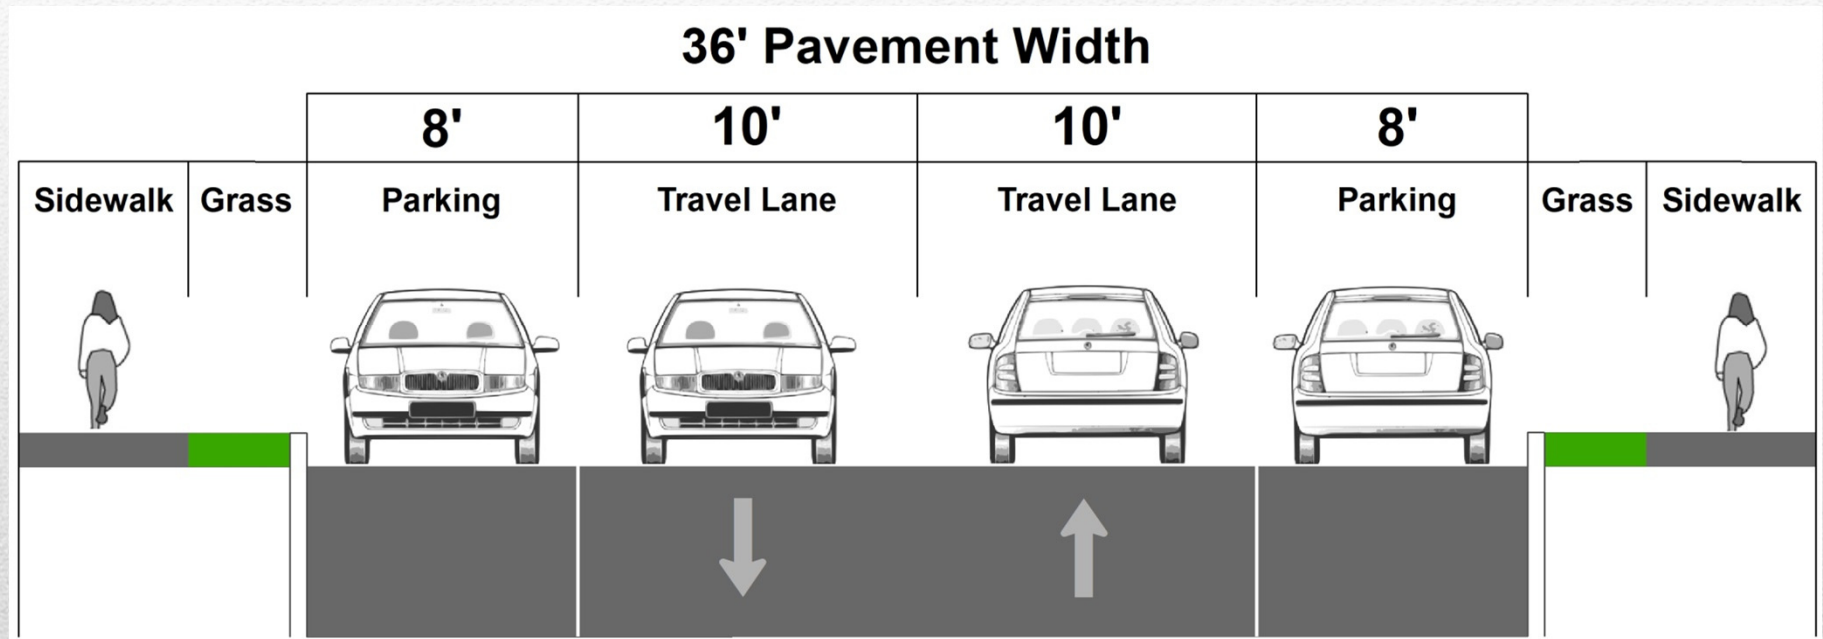 36' Pavement Width
8' 10' 10' 8'
Sidewalk Grass Parking Travel Lane Travel Lane Parking Grass Sidewalk